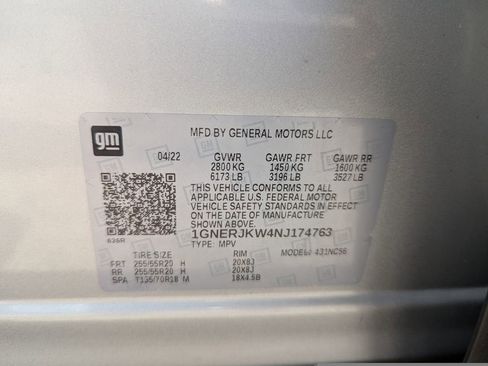 gm
MFD BY GENERAL MOTORS LLC
04/22 GVWR GAWR FRT GAWR RR
2800 KG 1450 KG 1600 KG
6173 LB 3196 LB 3527 LB
THIS VEHICLE CONFORMS TO ALL
APPLICABLE U.S. FEDERAL MOTOR
VEHICLE SAFETY STANDARDS IN
EFFECT ON THE DATE OF
MANUFACTURE SHOWN ABOVE.
1GNERJKW4NJ174763
TYPE: MPV
TIRE SIZE RIM
FRT 255/55R20 H 20X8J
RR 255/55R20 H 20X8J
SPA T135/70R18 M 18X4.5B